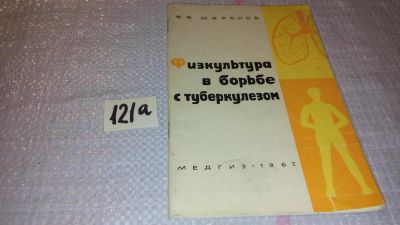 Ф. Ф. МИРОНОВ
Физкультура
в борьбе
с туберкулезом
МЕДГИЗ • 1962
121а